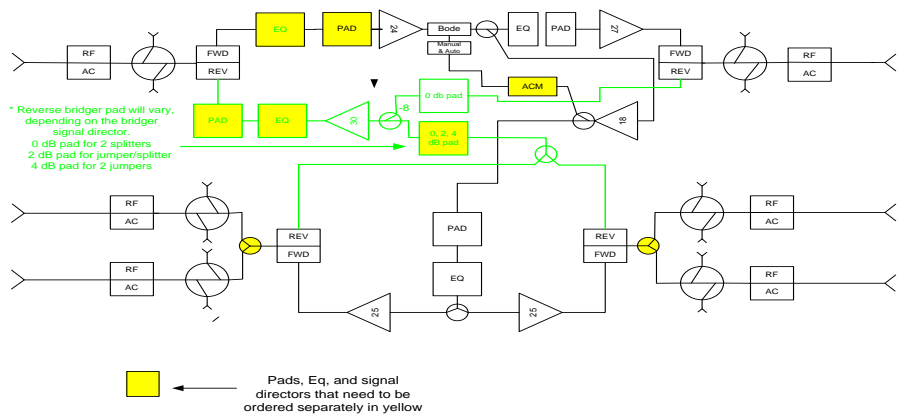 EQ
PAD
24
Bode
Manual
& Auto
EQ
PAD
27
RF
AC
FWD
REV
FWD
REV
RF
AC
ACM
0 db pad
-8
18
PAD
EQ
30
0, 2, 4
dB pad
* Reverse bridger pad will vary,
depending on the bridger
signal director.
0 dB pad for 2 splitters
2 dB pad for jumper/splitter
4 dB pad for 2 jumpers
RF
AC
RF
AC
REV
FWD
PAD
EQ
REV
FWD
RF
AC
RF
AC
25
25
Pads, Eq, and signal
directors that need to be
ordered separately in yellow